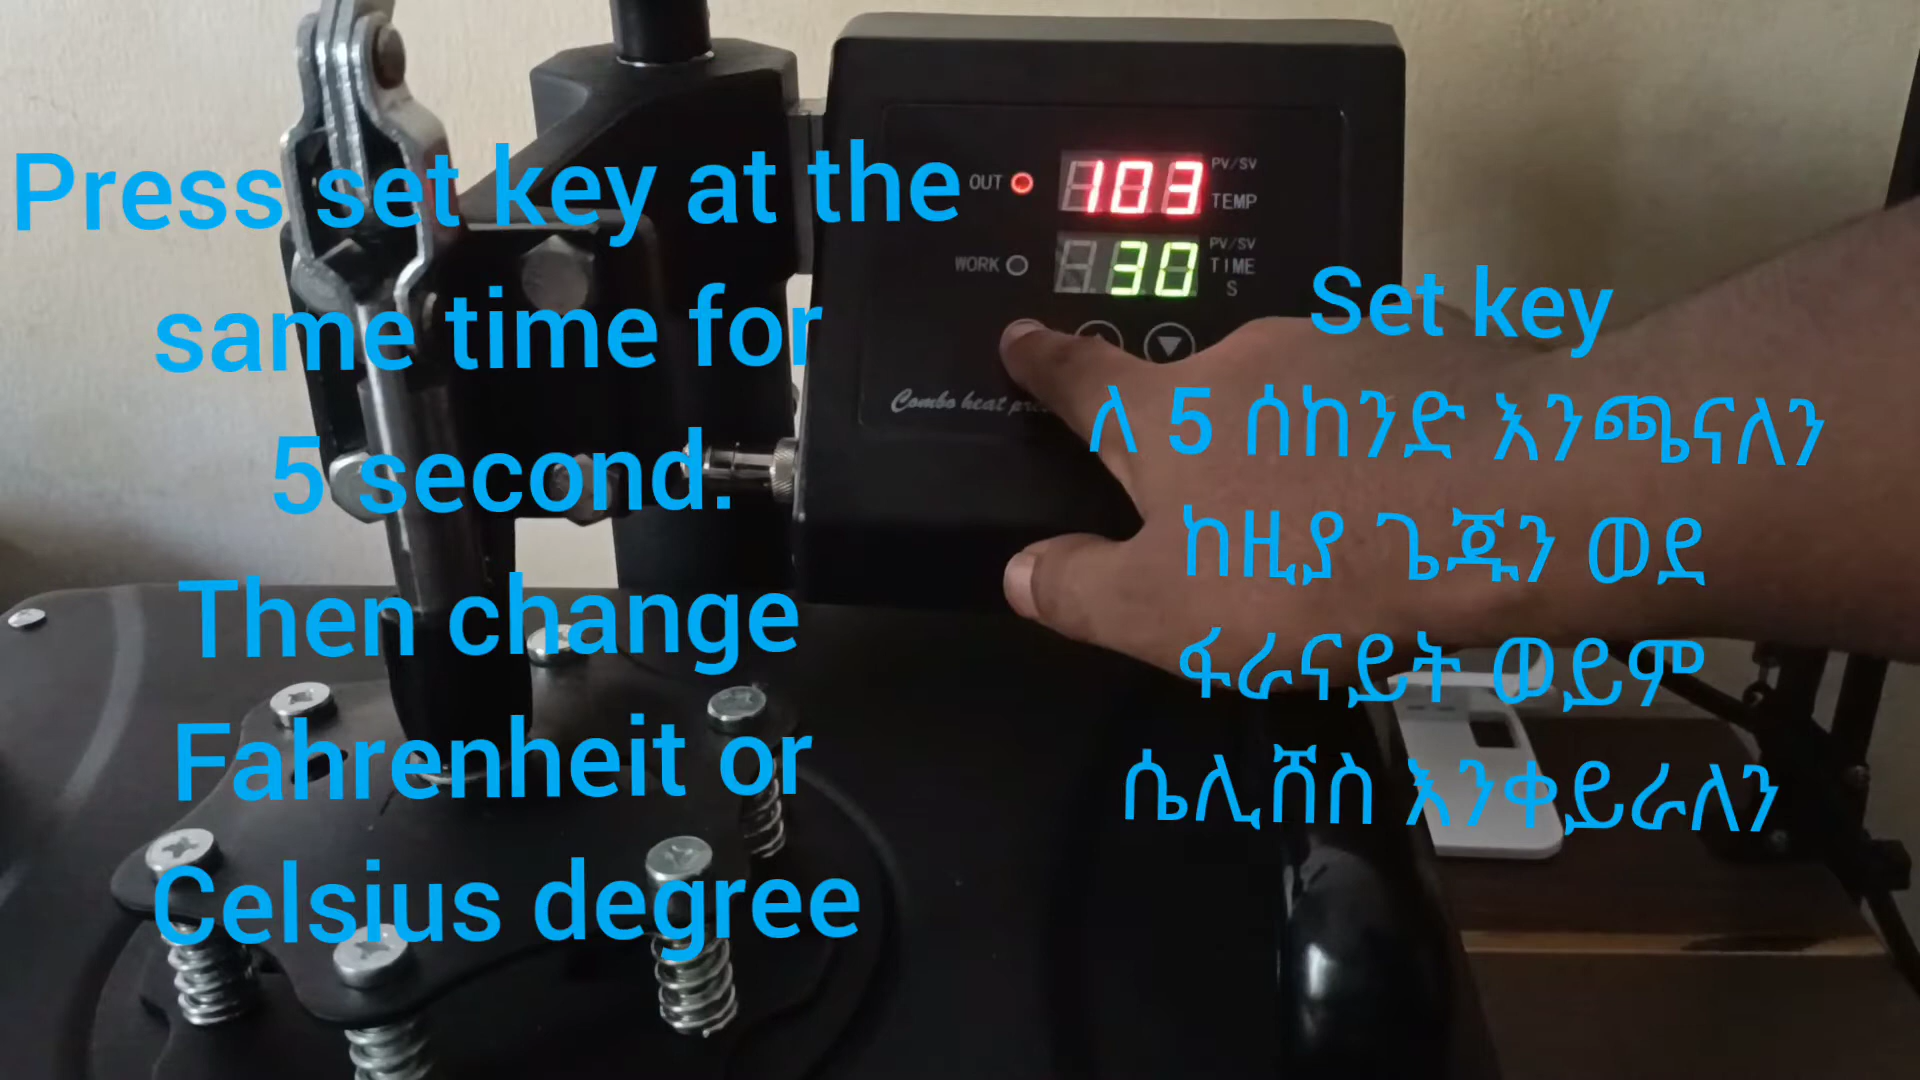 Press set key at the
same time for
5 second.
Then change
Fahrenheit or
Celsius degree
OUT
103
PV/SV
TEMP
WORK
30
PV/SV
TIME
S
Combo heat
Set key
ለ 5 ሰከንድ እንጫናለን
ከዚያ ጌጁን ወደ
ፋራናይት ወይም
ሴሊሸስ እንቀይራለን